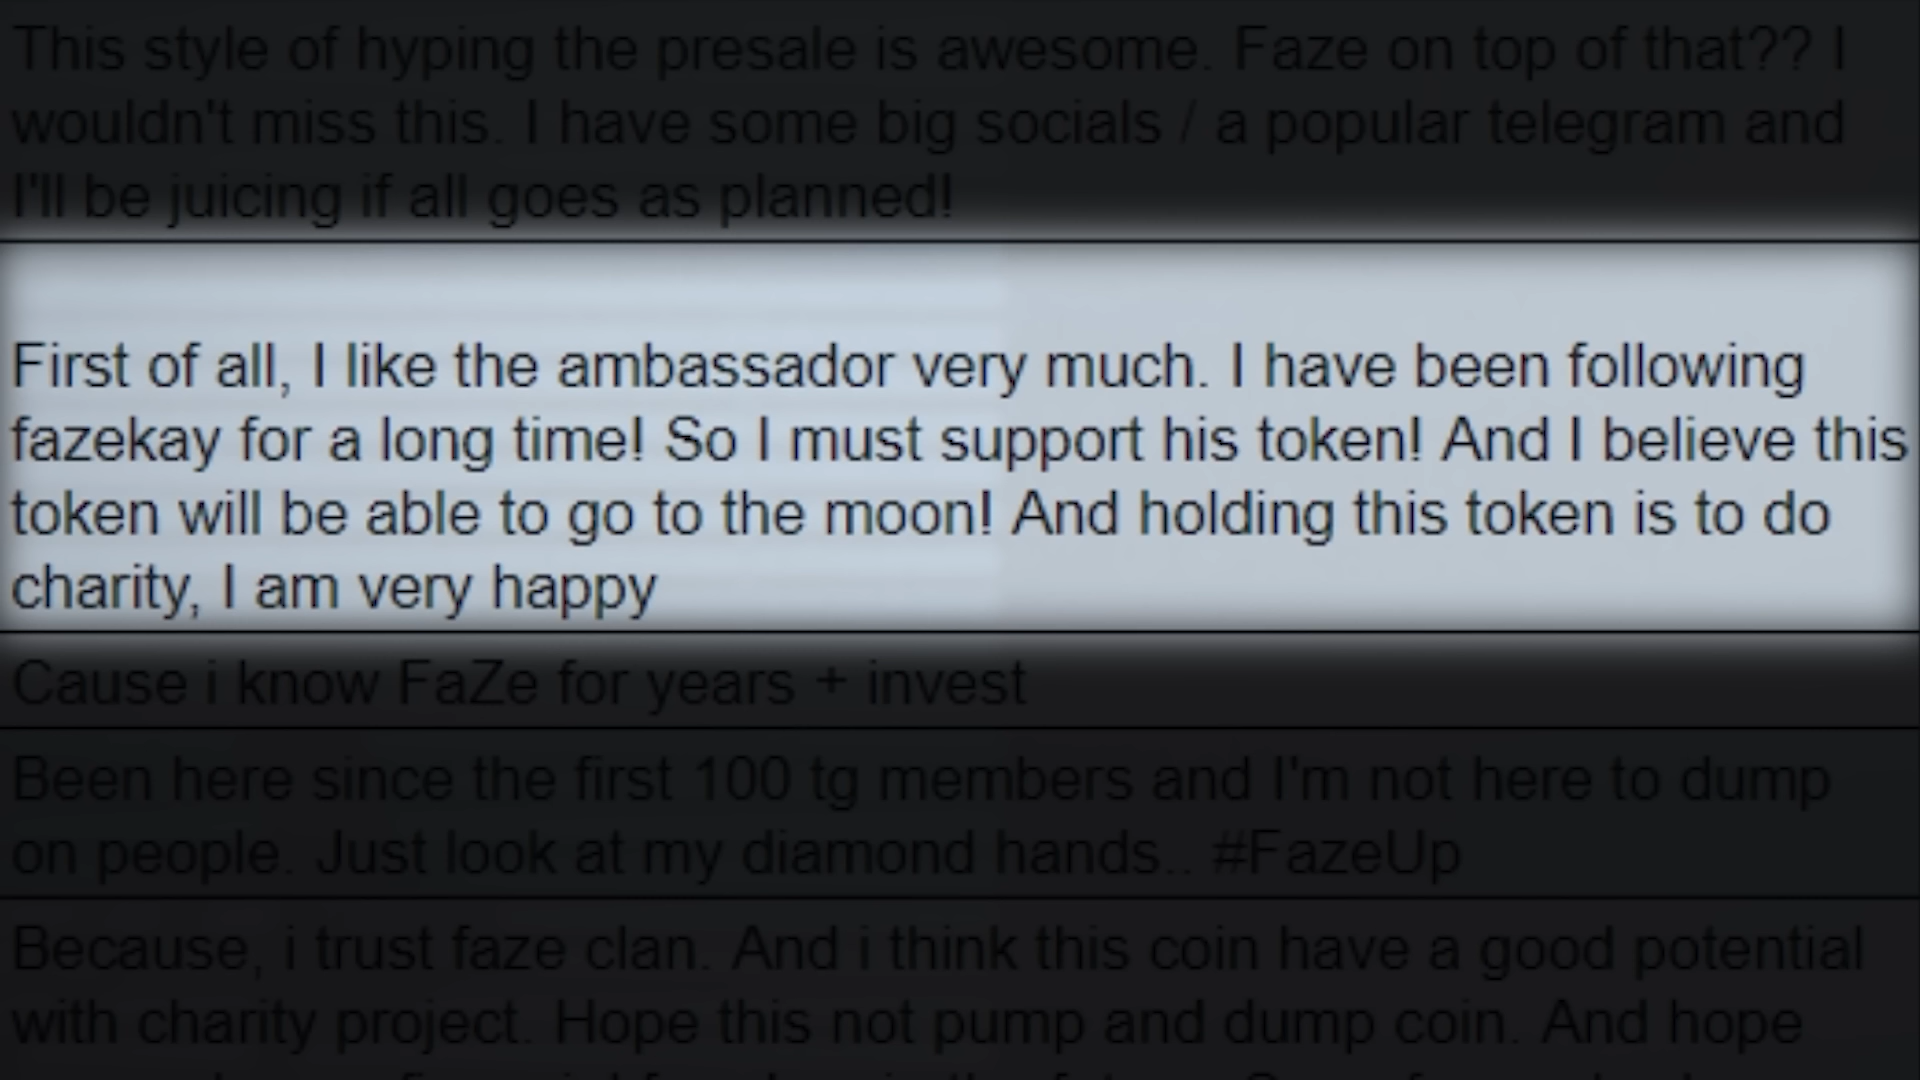 This style of hyping the presale is awesome. Faze on top of that?? I
wouldn't miss this. I have some big socials / a popular telegram and
I'll be juicing if all goes as planned!
First of all, I like the ambassador very much. I have been following
fazekay for a long time! So I must support his token! And I believe this
token will be able to go to the moon! And holding this token is to do
charity, I am very happy
Cause i know FaZe for years + invest
Been here since the first 100 tg members and I'm not here to dump
on people. Just look at my diamond hands.. #FazeUp
Because, i trust faze clan. And i think this coin have a good potential
with charity project. Hope this not pump and dump coin. And hope